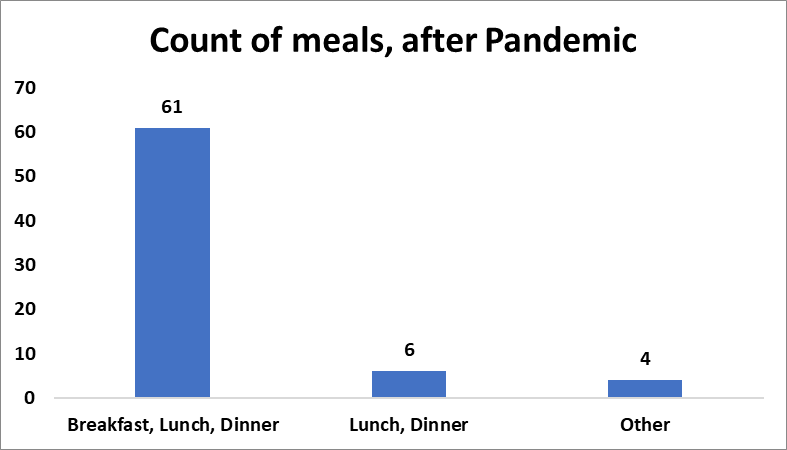 Count of meals, after Pandemic
70
60
50
40
30
20
10
0
61
6
4
Breakfast, Lunch, Dinner
Lunch, Dinner
Other